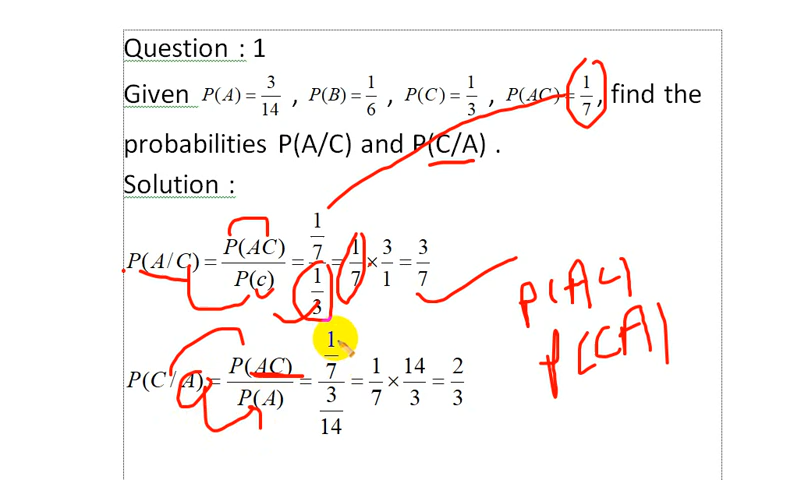 Question : 1
Given P(A) = 3/14 , P(B) = 1/6 , P(C) = 1/3 , P(AC) = 1/7 , find the
probabilities P(A/C) and P(C/A) .
Solution :
P(A/C) = P(AC)/P(c) = (1/7)/(1/3) = 1/7 × 3/1 = 3/7
P(AC)
P(CA)
P(C/A) = P(AC)/P(A) = (1/7)/(3/14) = 1/7 × 14/3 = 2/3